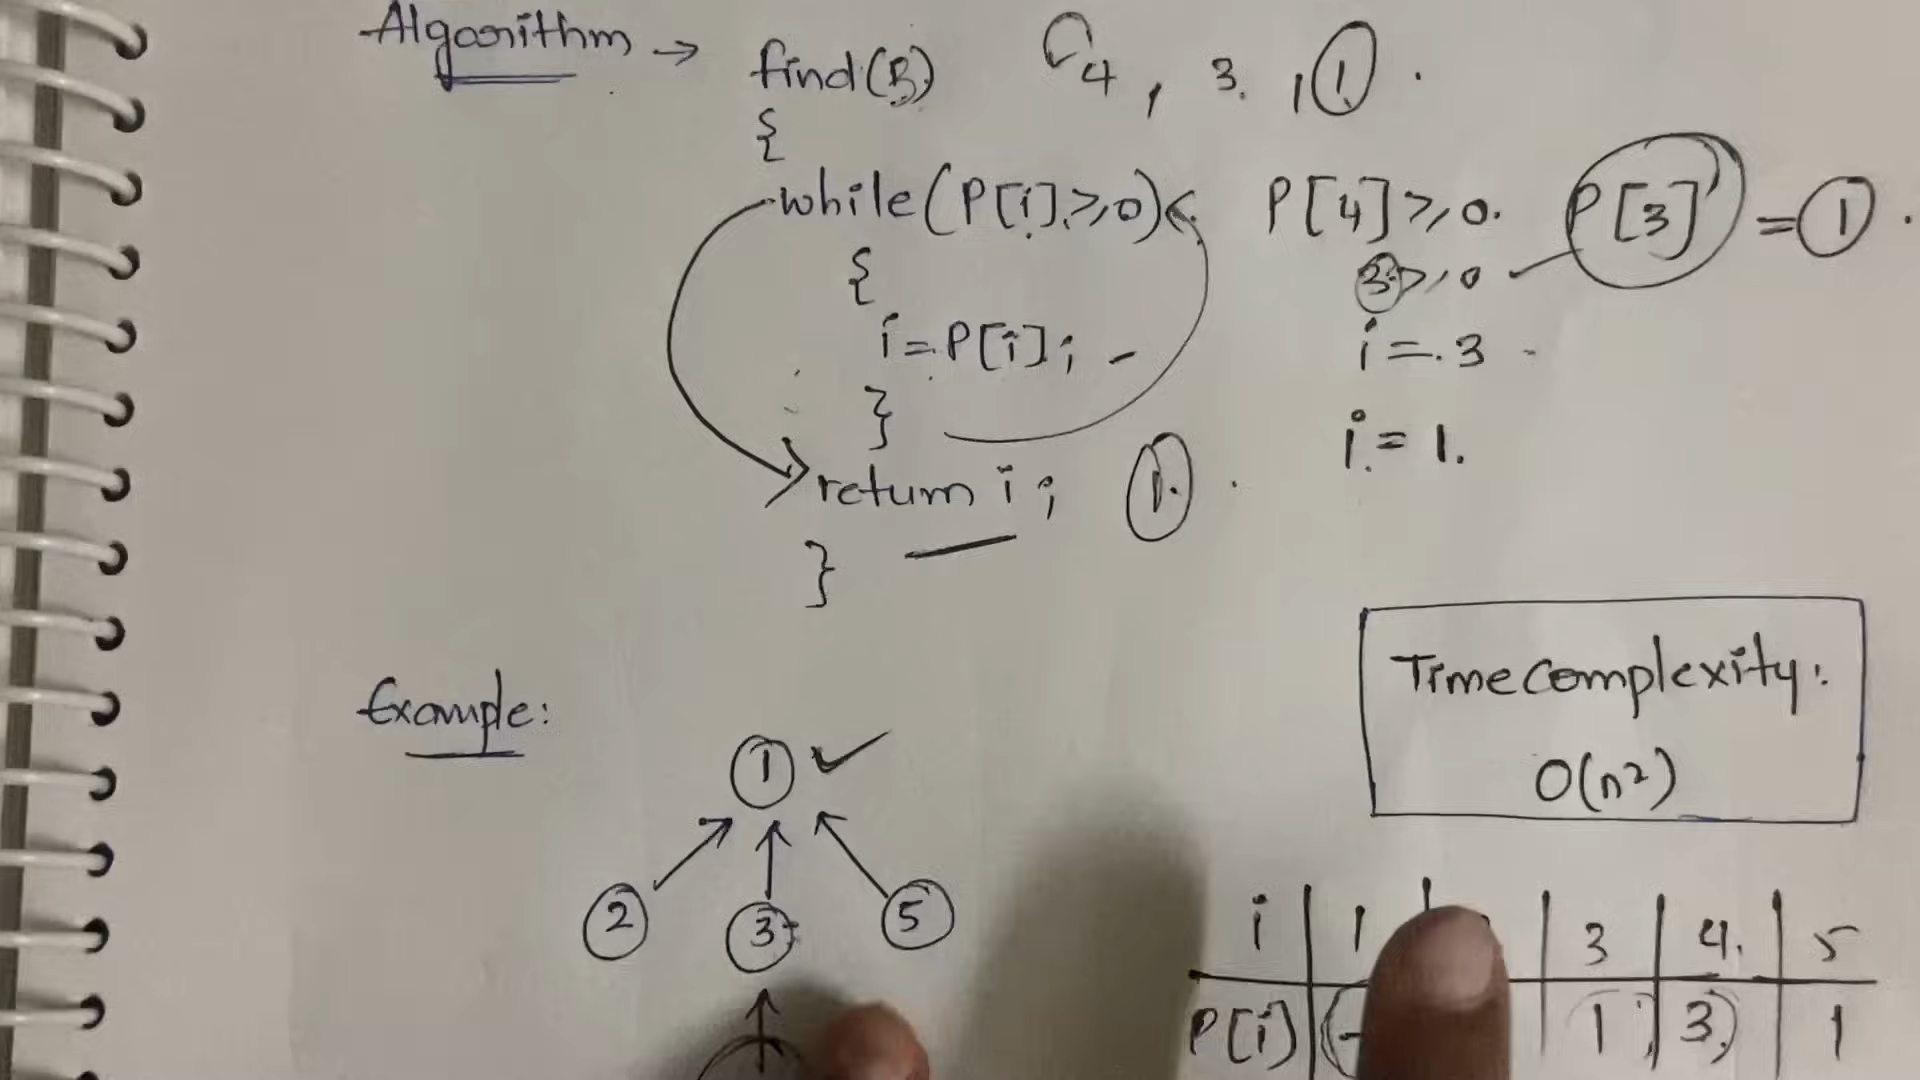 Algorithm → find(B) 4, 3, 1
{
while(P[i]≥0) P[4]≥0. P[3] = 1
{ 3≥0
i=P[i]; i=3
} i=1.
return i; 1
}
Time complexity:
O(n²)
Example:
1
2 3 5
i 1 3 4 5
P[i] - 1 3 1